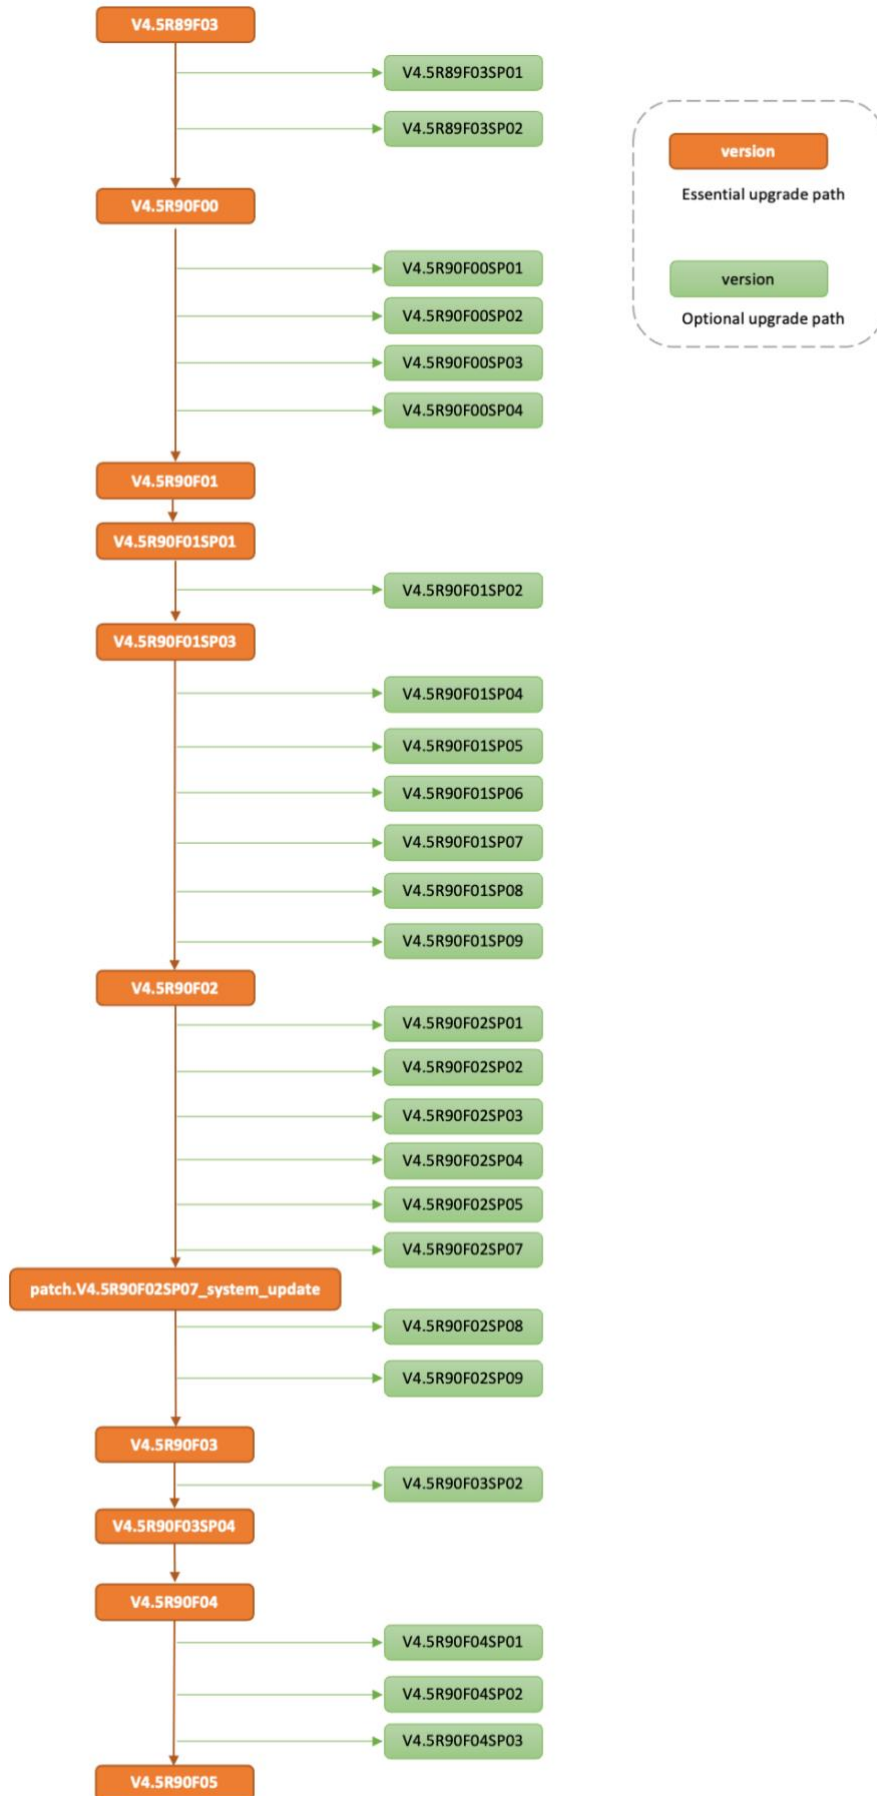 V4.5R89F03
V4.5R89F03SP01
V4.5R89F03SP02
version
Essential upgrade path
V4.5R90F00
V4.5R90F00SP01
version
V4.5R90F00SP02
Optional upgrade path
V4.5R90F00SP03
V4.5R90F00SP04
V4.5R90F01
V4.5R90F01SP01
V4.5R90F01SP02
V4.5R90F01SP03
V4.5R90F01SP04
V4.5R90F01SP05
V4.5R90F01SP06
V4.5R90F01SP07
V4.5R90F01SP08
V4.5R90F01SP09
V4.5R90F02
V4.5R90F02SP01
V4.5R90F02SP02
V4.5R90F02SP03
V4.5R90F02SP04
V4.5R90F02SP05
V4.5R90F02SP07
patch.V4.5R90F02SP07_system_update
V4.5R90F02SP08
V4.5R90F02SP09
V4.5R90F03
V4.5R90F03SP02
V4.5R90F03SP04
V4.5R90F04
V4.5R90F04SP01
V4.5R90F04SP02
V4.5R90F04SP03
V4.5R90F05